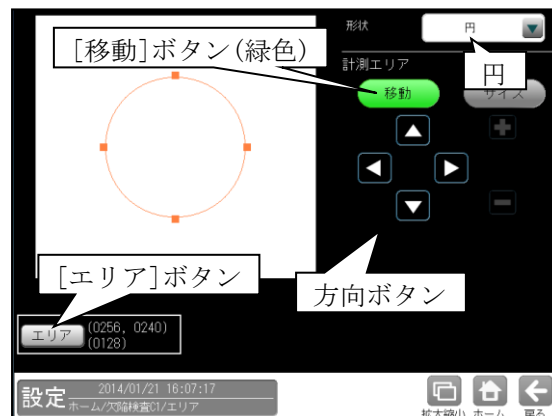 形状
円
[移動]ボタン(緑色)
計測エリア
円
移動
サイズ
[エリア]ボタン
方向ボタン
エリア
(0256, 0240)
(0128)
設定
2014/01/21 16:07:17
ホーム/欠陥検査C1/エリア
拡大縮小
ホーム
戻る